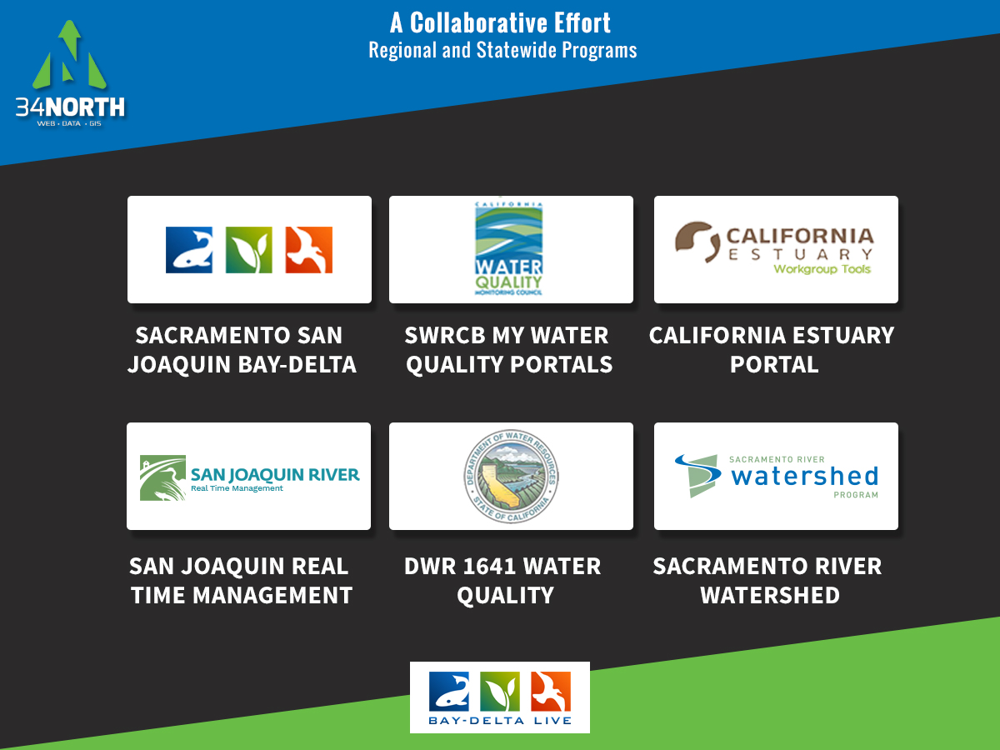 A Collaborative Effort
Regional and Statewide Programs
34NORTH
WEB • DATA • GIS
CALIFORNIA
WATER
QUALITY
MONITORING COUNCIL
CALIFORNIA
ESTUARY
Workgroup Tools
SACRAMENTO SAN
JOAQUIN BAY-DELTA
SWRCB MY WATER
QUALITY PORTALS
CALIFORNIA ESTUARY
PORTAL
SAN JOAQUIN RIVER
Real Time Management
DEPARTMENT OF WATER RESOURCES
• STATE OF CALIFORNIA •
SACRAMENTO RIVER
watershed
PROGRAM
SAN JOAQUIN REAL
TIME MANAGEMENT
DWR 1641 WATER
QUALITY
SACRAMENTO RIVER
WATERSHED
BAY-DELTA LIVE